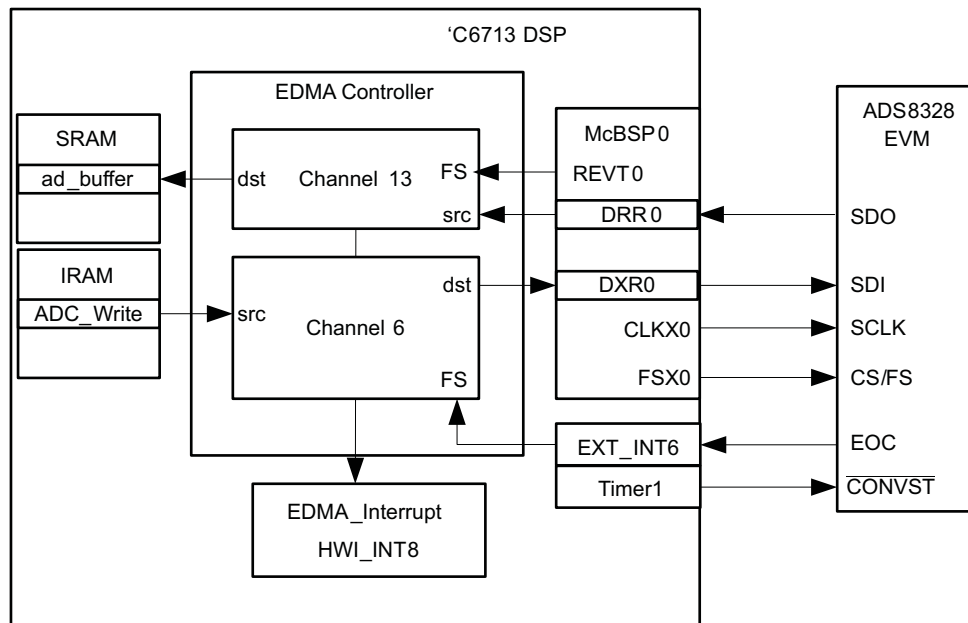 ‘C6713 DSP
EDMA Controller
SRAM
ad_buffer
dst
Channel 13
FS
src
McBSP0
REVT0
DRR0
ADS8328
EVM
SDO
IRAM
ADC_Write
src
Channel 6
dst
FS
DXR0
CLKX0
FSX0
SDI
SCLK
CS/FS
EXT_INT6
Timer1
EOC
CONVST
EDMA_Interrupt
HWI_INT8